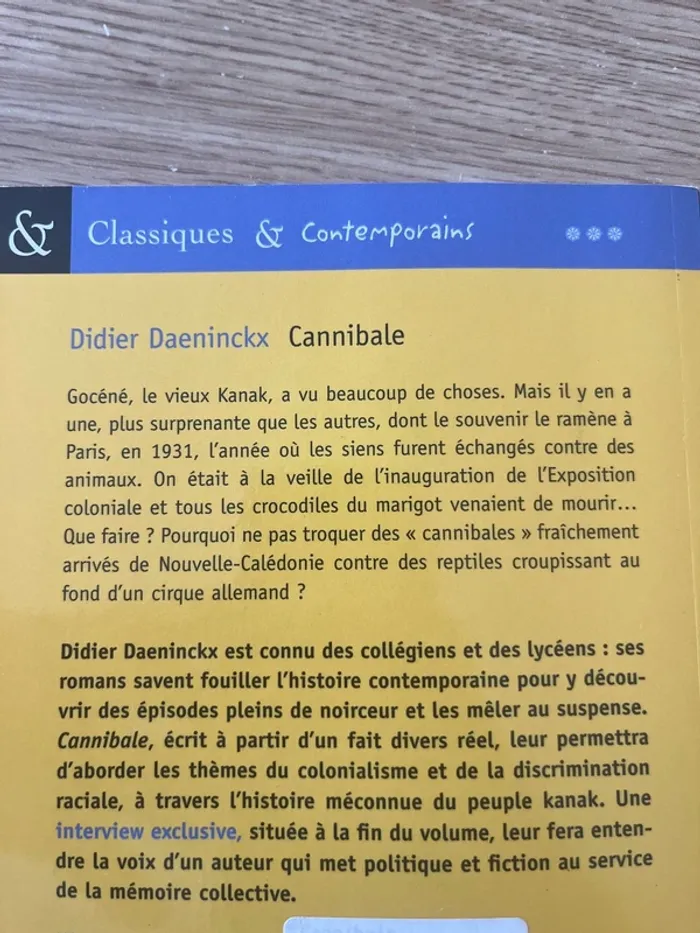 & Classiques & Contemporains ***
Didier Daeninckx Cannibale
Gocéné, le vieux Kanak, a vu beaucoup de choses. Mais il y en a
une, plus surprenante que les autres, dont le souvenir le ramène à
Paris, en 1931, l'année où les siens furent échangés contre des
animaux. On était à la veille de l'inauguration de l'Exposition
coloniale et tous les crocodiles du marigot venaient de mourir...
Que faire ? Pourquoi ne pas troquer des « cannibales » fraîchement
arrivés de Nouvelle-Calédonie contre des reptiles croupissant au
fond d'un cirque allemand ?
Didier Daeninckx est connu des collégiens et des lycéens : ses
romans savent fouiller l'histoire contemporaine pour y décou-
vrir des épisodes pleins de noirceur et les mêler au suspense.
Cannibale, écrit à partir d'un fait divers réel, leur permettra
d'aborder les thèmes du colonialisme et de la discrimination
raciale, à travers l'histoire méconnue du peuple kanak. Une
interview exclusive, située à la fin du volume, leur fera enten-
dre la voix d'un auteur qui met politique et fiction au service
de la mémoire collective.